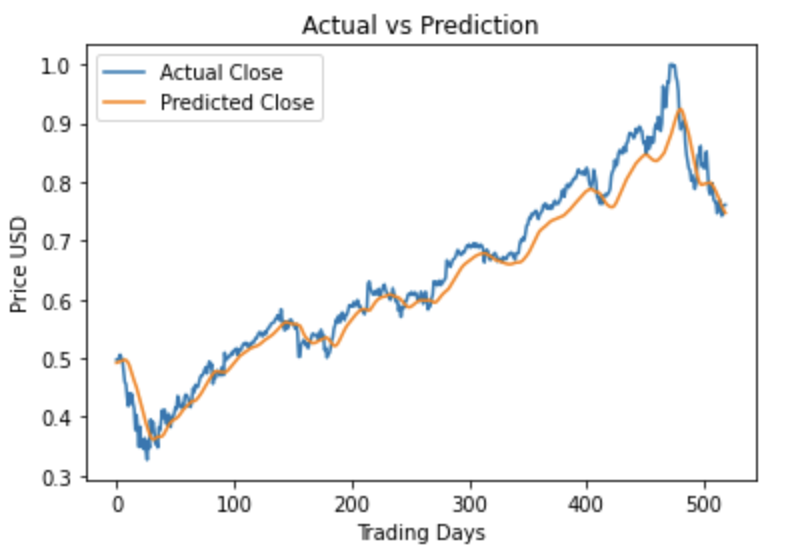 Actual vs Prediction
Actual Close
Predicted Close
Price USD
1.0
0.9
0.8
0.7
0.6
0.5
0.4
0.3
0 100 200 300 400 500
Trading Days